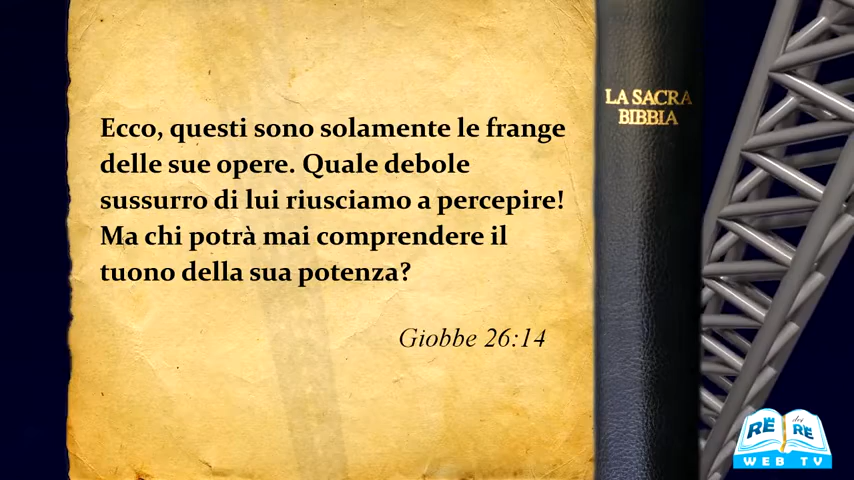 Ecco, questi sono solamente le frange
delle sue opere. Quale debole
sussurro di lui riusciamo a percepire!
Ma chi potrà mai comprendere il
tuono della sua potenza?
Giobbe 26:14
LA SACRA
BIBBIA
RE dei RE
WEB TV